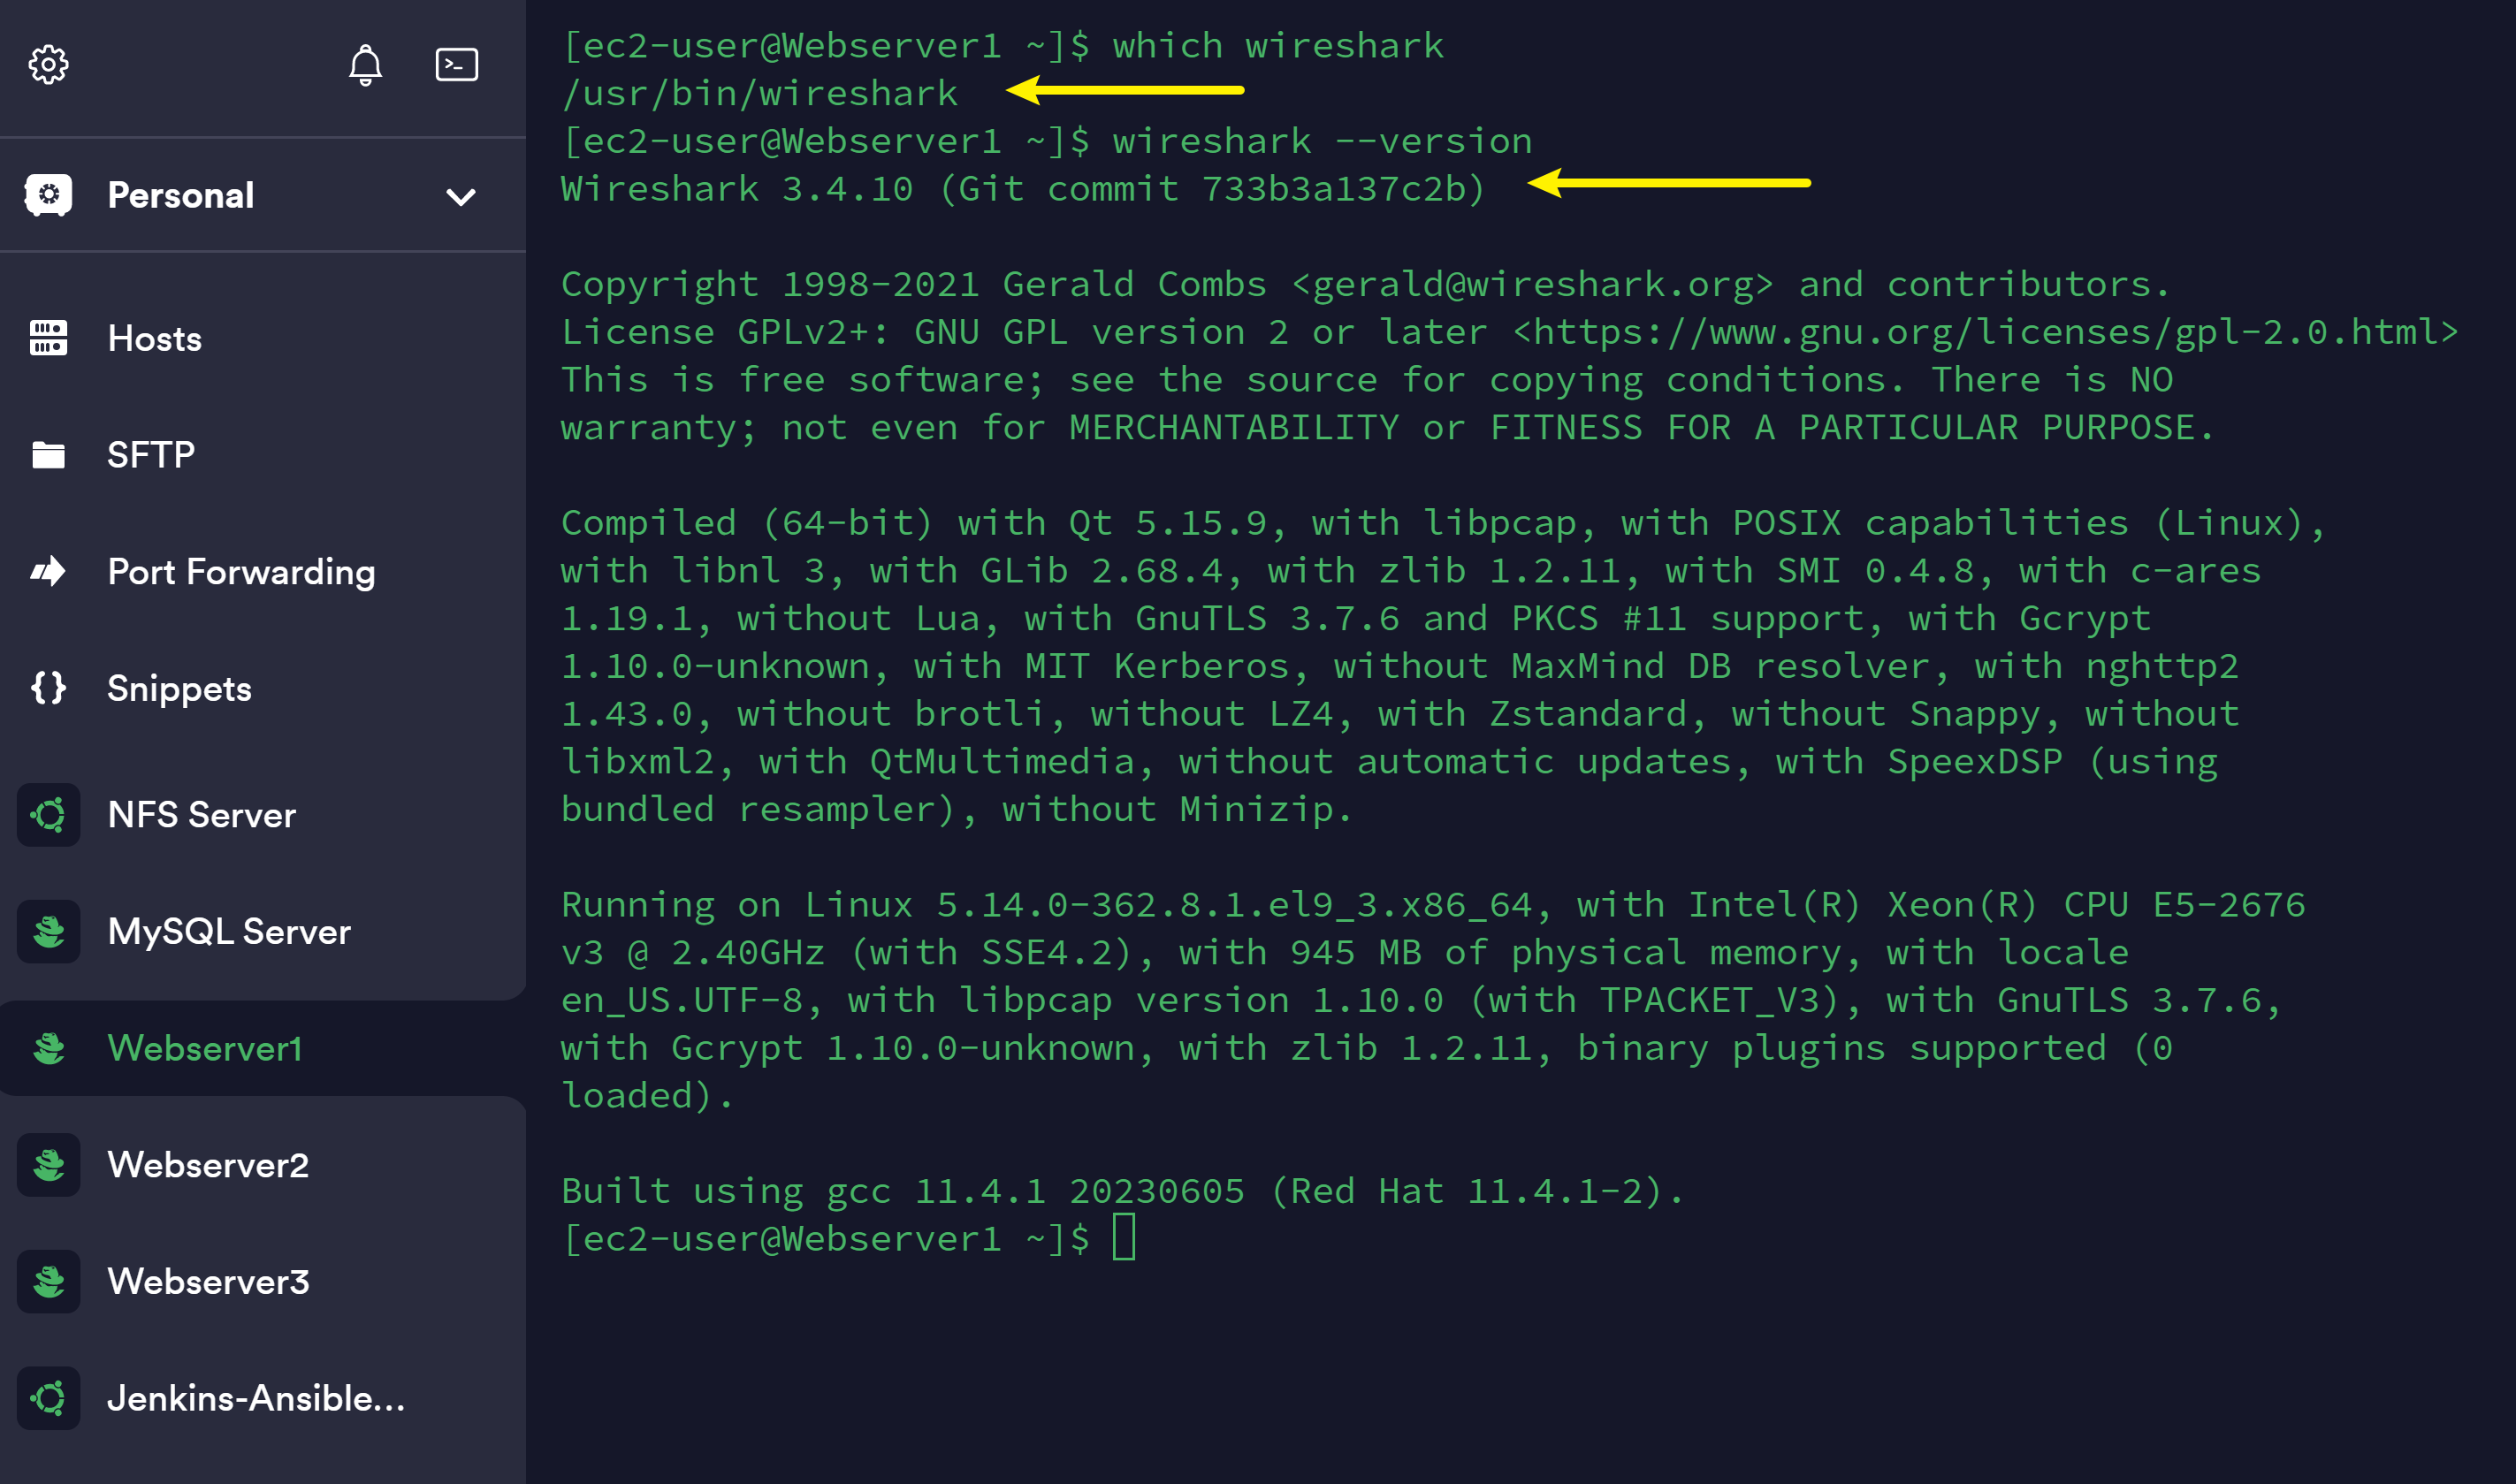 Personal
Hosts
SFTP
Port Forwarding
Snippets
NFS Server
MySQL Server
Webserver1
Webserver2
Webserver3
Jenkins-Ansible...
[ec2-user@Webserver1 ~]$ which wireshark
/usr/bin/wireshark
[ec2-user@Webserver1 ~]$ wireshark --version
Wireshark 3.4.10 (Git commit 733b3a137c2b)
Copyright 1998-2021 Gerald Combs <gerald@wireshark.org> and contributors.
License GPLv2+: GNU GPL version 2 or later <https://www.gnu.org/licenses/gpl-2.0.html>
This is free software; see the source for copying conditions. There is NO
warranty; not even for MERCHANTABILITY or FITNESS FOR A PARTICULAR PURPOSE.
Compiled (64-bit) with Qt 5.15.9, with libpcap, with POSIX capabilities (Linux),
with libnl 3, with GLib 2.68.4, with zlib 1.2.11, with SMI 0.4.8, with c-ares
1.19.1, without Lua, with GnuTLS 3.7.6 and PKCS #11 support, with Gcrypt
1.10.0-unknown, with MIT Kerberos, without MaxMind DB resolver, with nghttp2
1.43.0, without brotli, without LZ4, with Zstandard, without Snappy, without
libxml2, with QtMultimedia, without automatic updates, with SpeexDSP (using
bundled resampler), without Minizip.
Running on Linux 5.14.0-362.8.1.el9_3.x86_64, with Intel(R) Xeon(R) CPU E5-2676
v3 @ 2.40GHz (with SSE4.2), with 945 MB of physical memory, with locale
en_US.UTF-8, with libpcap version 1.10.0 (with TPACKET_V3), with GnuTLS 3.7.6,
with Gcrypt 1.10.0-unknown, with zlib 1.2.11, binary plugins supported (0
loaded).
Built using gcc 11.4.1 20230605 (Red Hat 11.4.1-2).
[ec2-user@Webserver1 ~]$